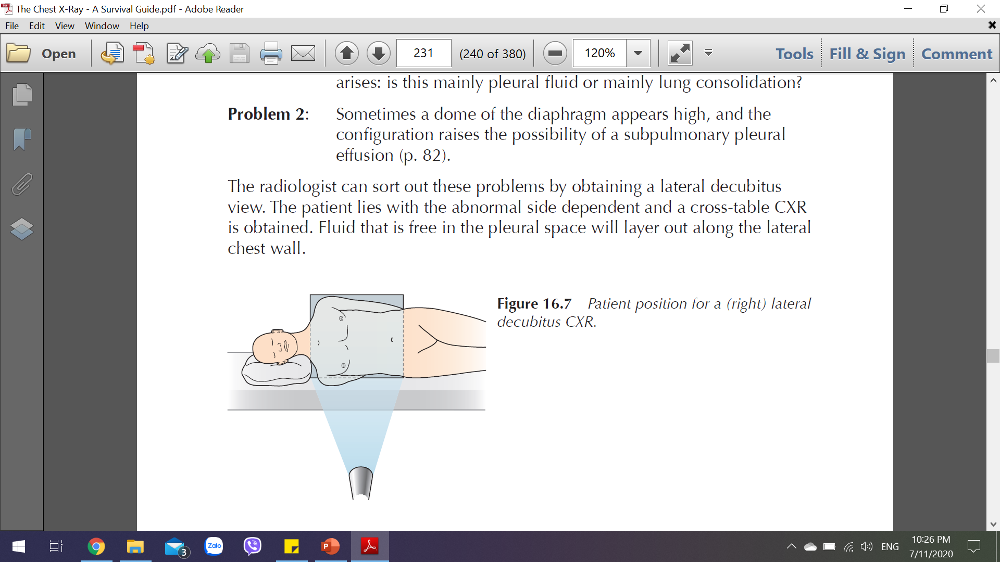 The Chest X-Ray - A Survival Guide.pdf - Adobe Reader
File Edit View Window Help
Open 231 (240 of 380) 120% Tools Fill & Sign Comment
arises: is this mainly pleural fluid or mainly lung consolidation?
Problem 2: Sometimes a dome of the diaphragm appears high, and the
configuration raises the possibility of a subpulmonary pleural
effusion (p. 82).
The radiologist can sort out these problems by obtaining a lateral decubitus
view. The patient lies with the abnormal side dependent and a cross-table CXR
is obtained. Fluid that is free in the pleural space will layer out along the lateral
chest wall.
Figure 16.7 Patient position for a (right) lateral
decubitus CXR.
3
Zalo
P
ENG
10:26 PM
7/11/2020